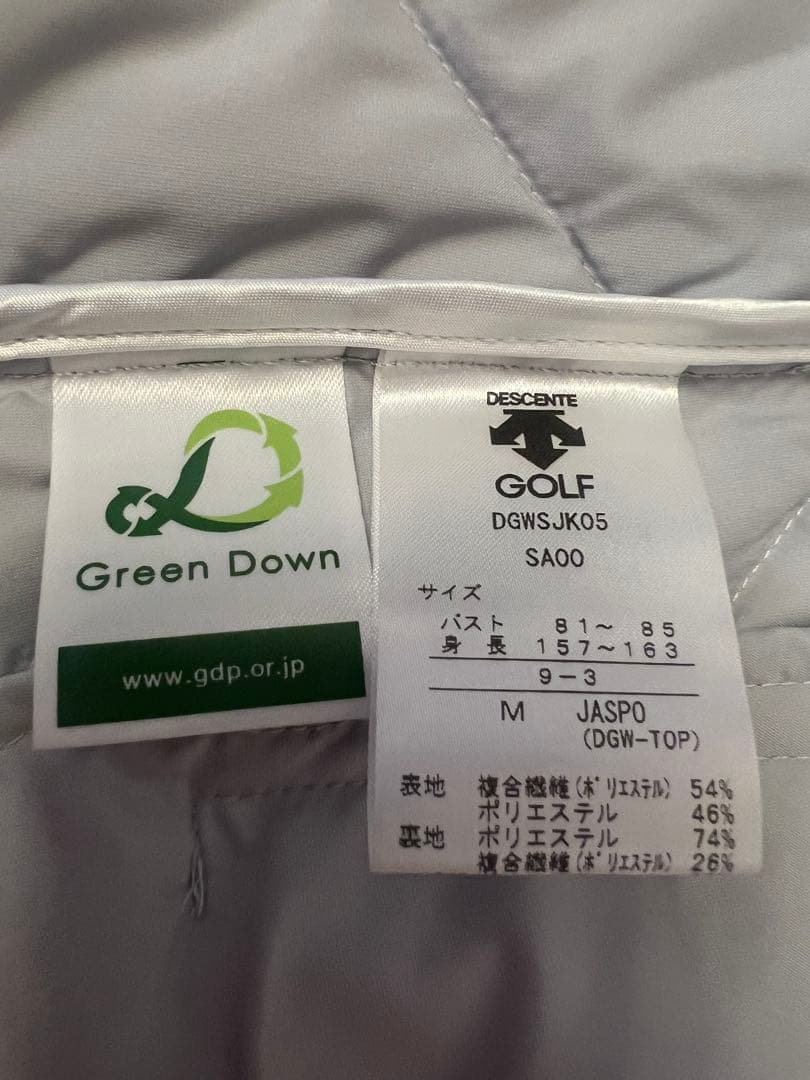 Green Down
www.gdp.or.jp
DESCENTE
GOLF
DGWSJK05
SA00
サイズ
バスト 81～ 85
身 長 157～163
9－3
M JASPO
(DGW-TOP)
表地 複合繊維(ﾎﾟﾘｴｽﾃﾙ) 54%
ポリエステル 46%
裏地 ポリエステル 74%
複合繊維(ﾎﾟﾘｴｽﾃﾙ) 26%